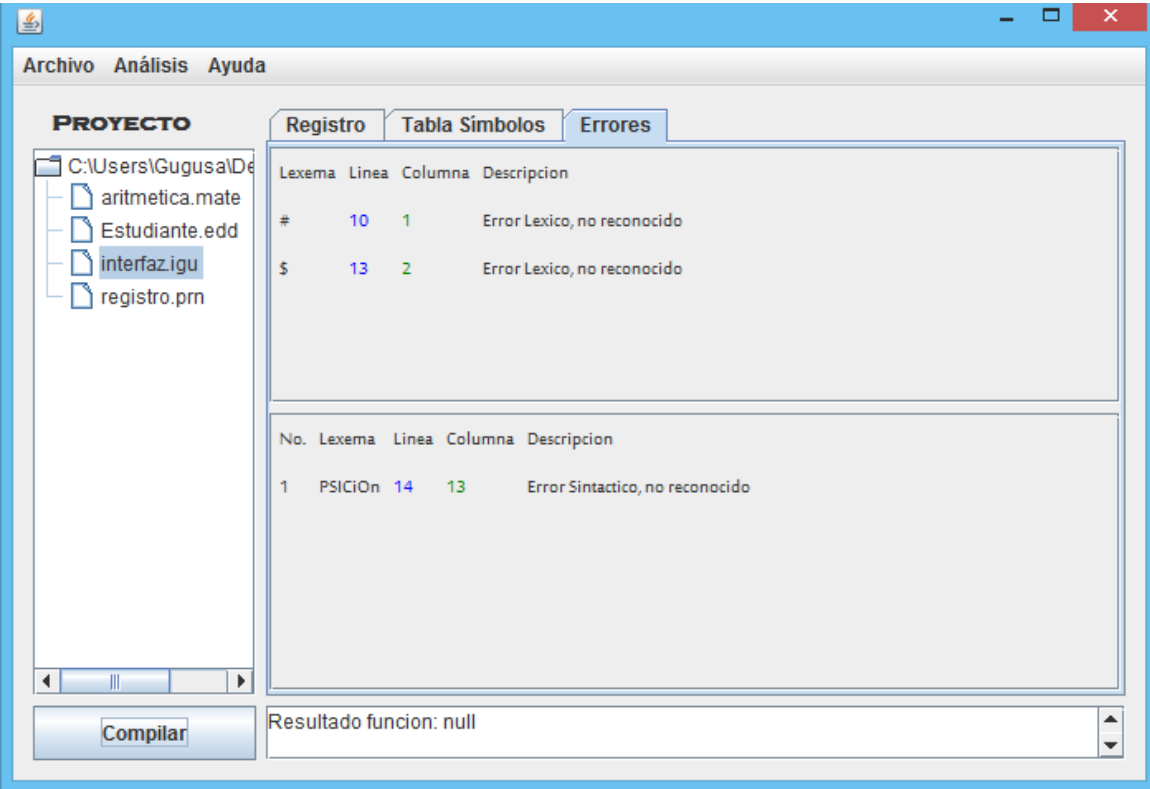 Archivo Análisis Ayuda
PROYECTO
C:\Users\Gugusa\De
aritmetica.mate
Estudiante.edd
interfaz.igu
registro.prn
Compilar
Registro Tabla Símbolos Errores
Lexema Linea Columna Descripcion
# 10 1 Error Lexico, no reconocido
$ 13 2 Error Lexico, no reconocido
No. Lexema Linea Columna Descripcion
1 PSICiOn 14 13 Error Sintactico, no reconocido
Resultado funcion: null